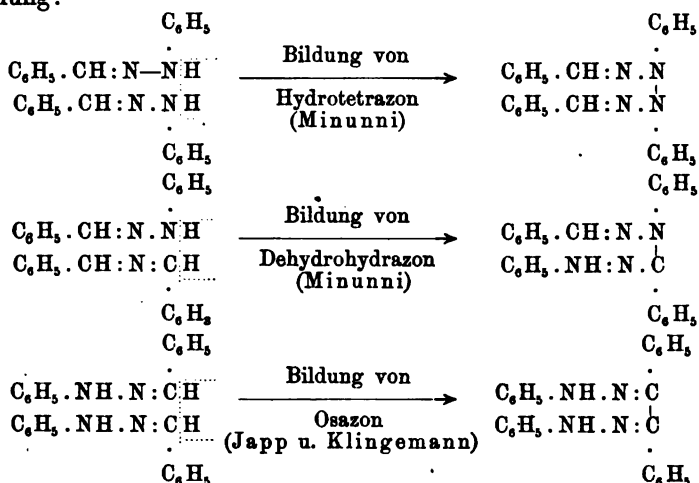 lung:
C₆H₅
C₆H₅
C₆H₅.CH:N—NH
Bildung von
C₆H₅.CH:N.N
C₆H₅.CH:N.NH
Hydrotetrazon
C₆H₅.CH:N.N
(Minunni)
C₆H₅
C₆H₅
C₆H₅
C₆H₅
C₆H₅.CH:N.NH
Bildung von
C₆H₅.CH:N.N
C₆H₅.CH:N:CH
Dehydrohydrazon
C₆H₅.NH:N.C
(Minunni)
C₆H₈
C₆H₅
C₆H₅
C₆H₅
C₆H₅.NH.N:CH
Bildung von
C₆H₅.NH.N:C
C₆H₅.NH.N:CH
Osazon
C₆H₅.NH.N:C
(Japp u. Klingemann)
C₆H₅
C₆H₅